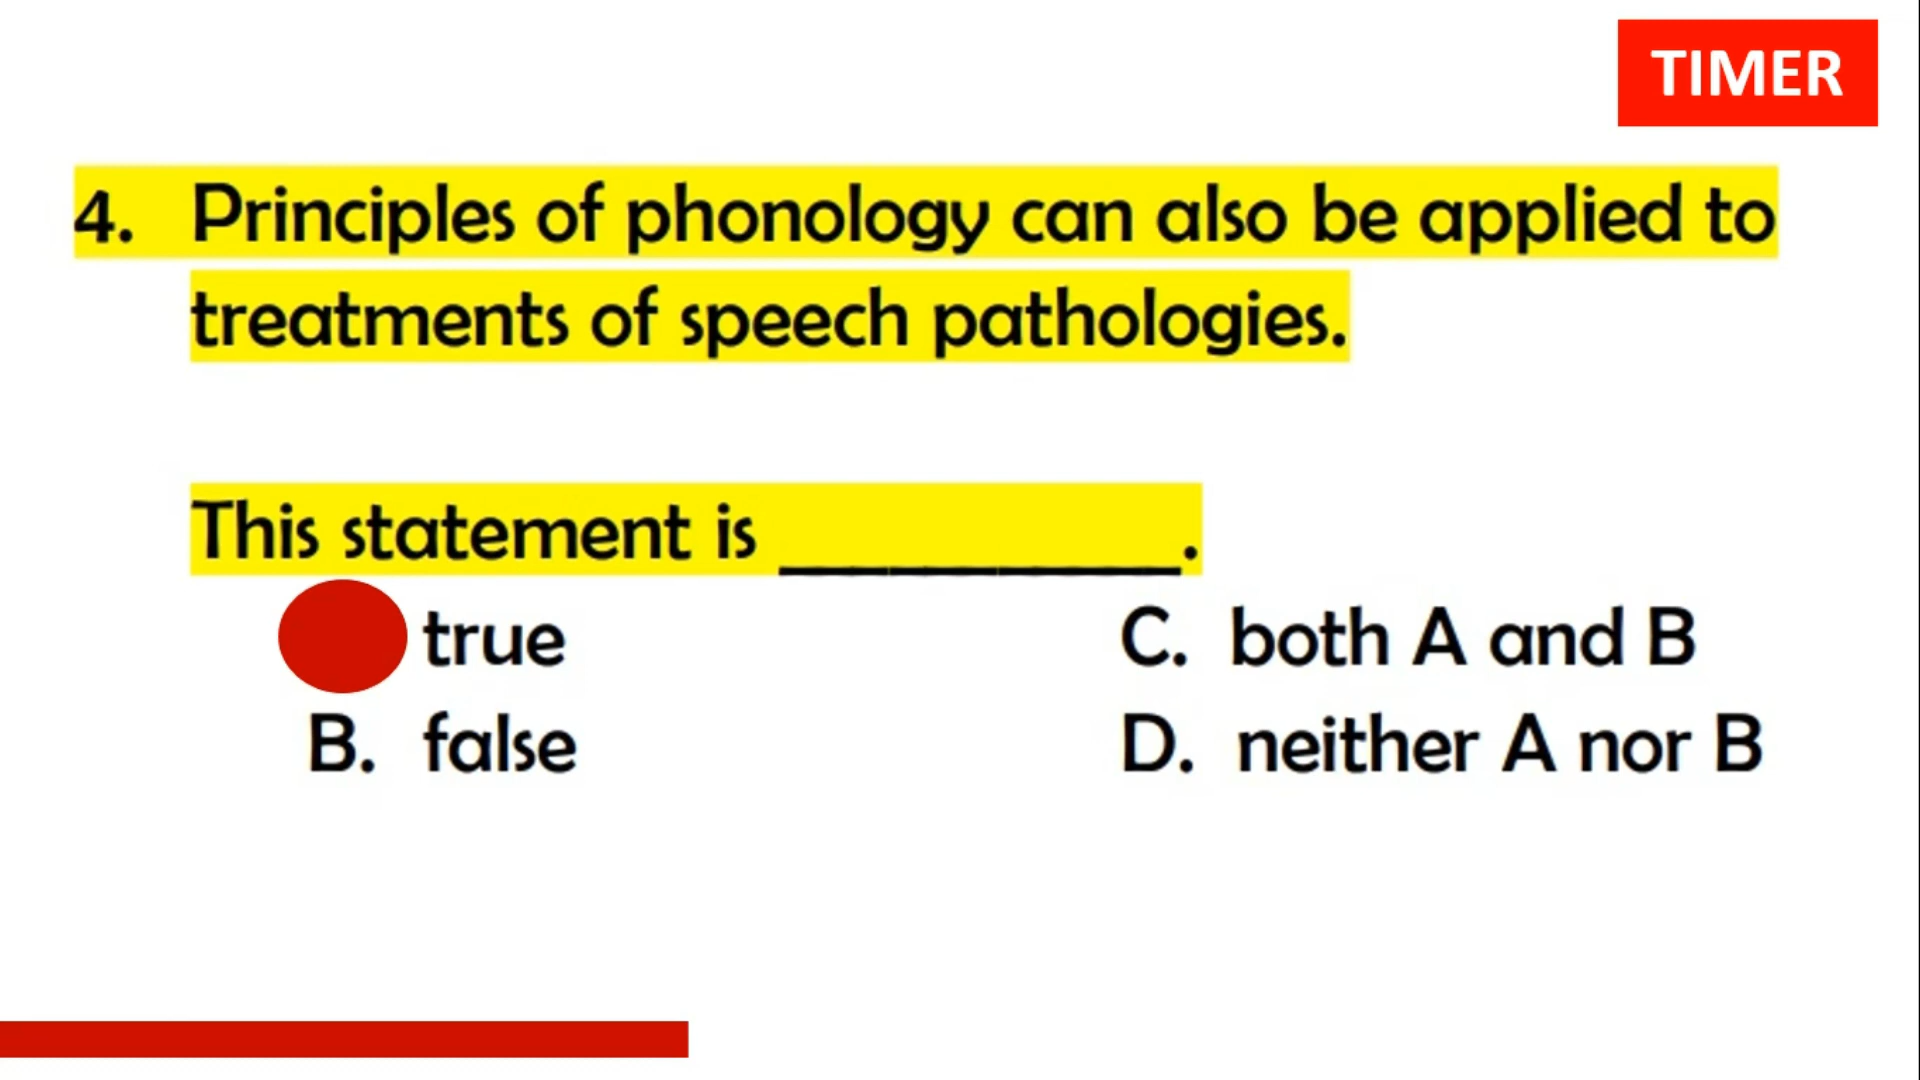 TIMER
4. Principles of phonology can also be applied to
treatments of speech pathologies.
This statement is ___________.
true
C. both A and B
B. false
D. neither A nor B